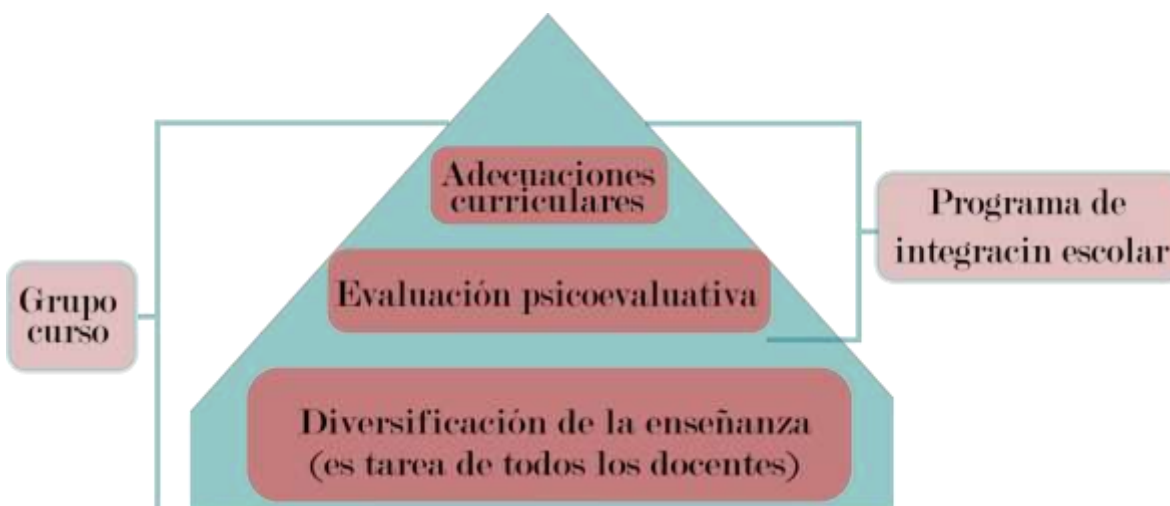 Adecuaciones
curriculares
Programa de
integracin escolar
Evaluación psicoevaluativa
Grupo
curso
Diversificación de la enseñanza
(es tarea de todos los docentes)